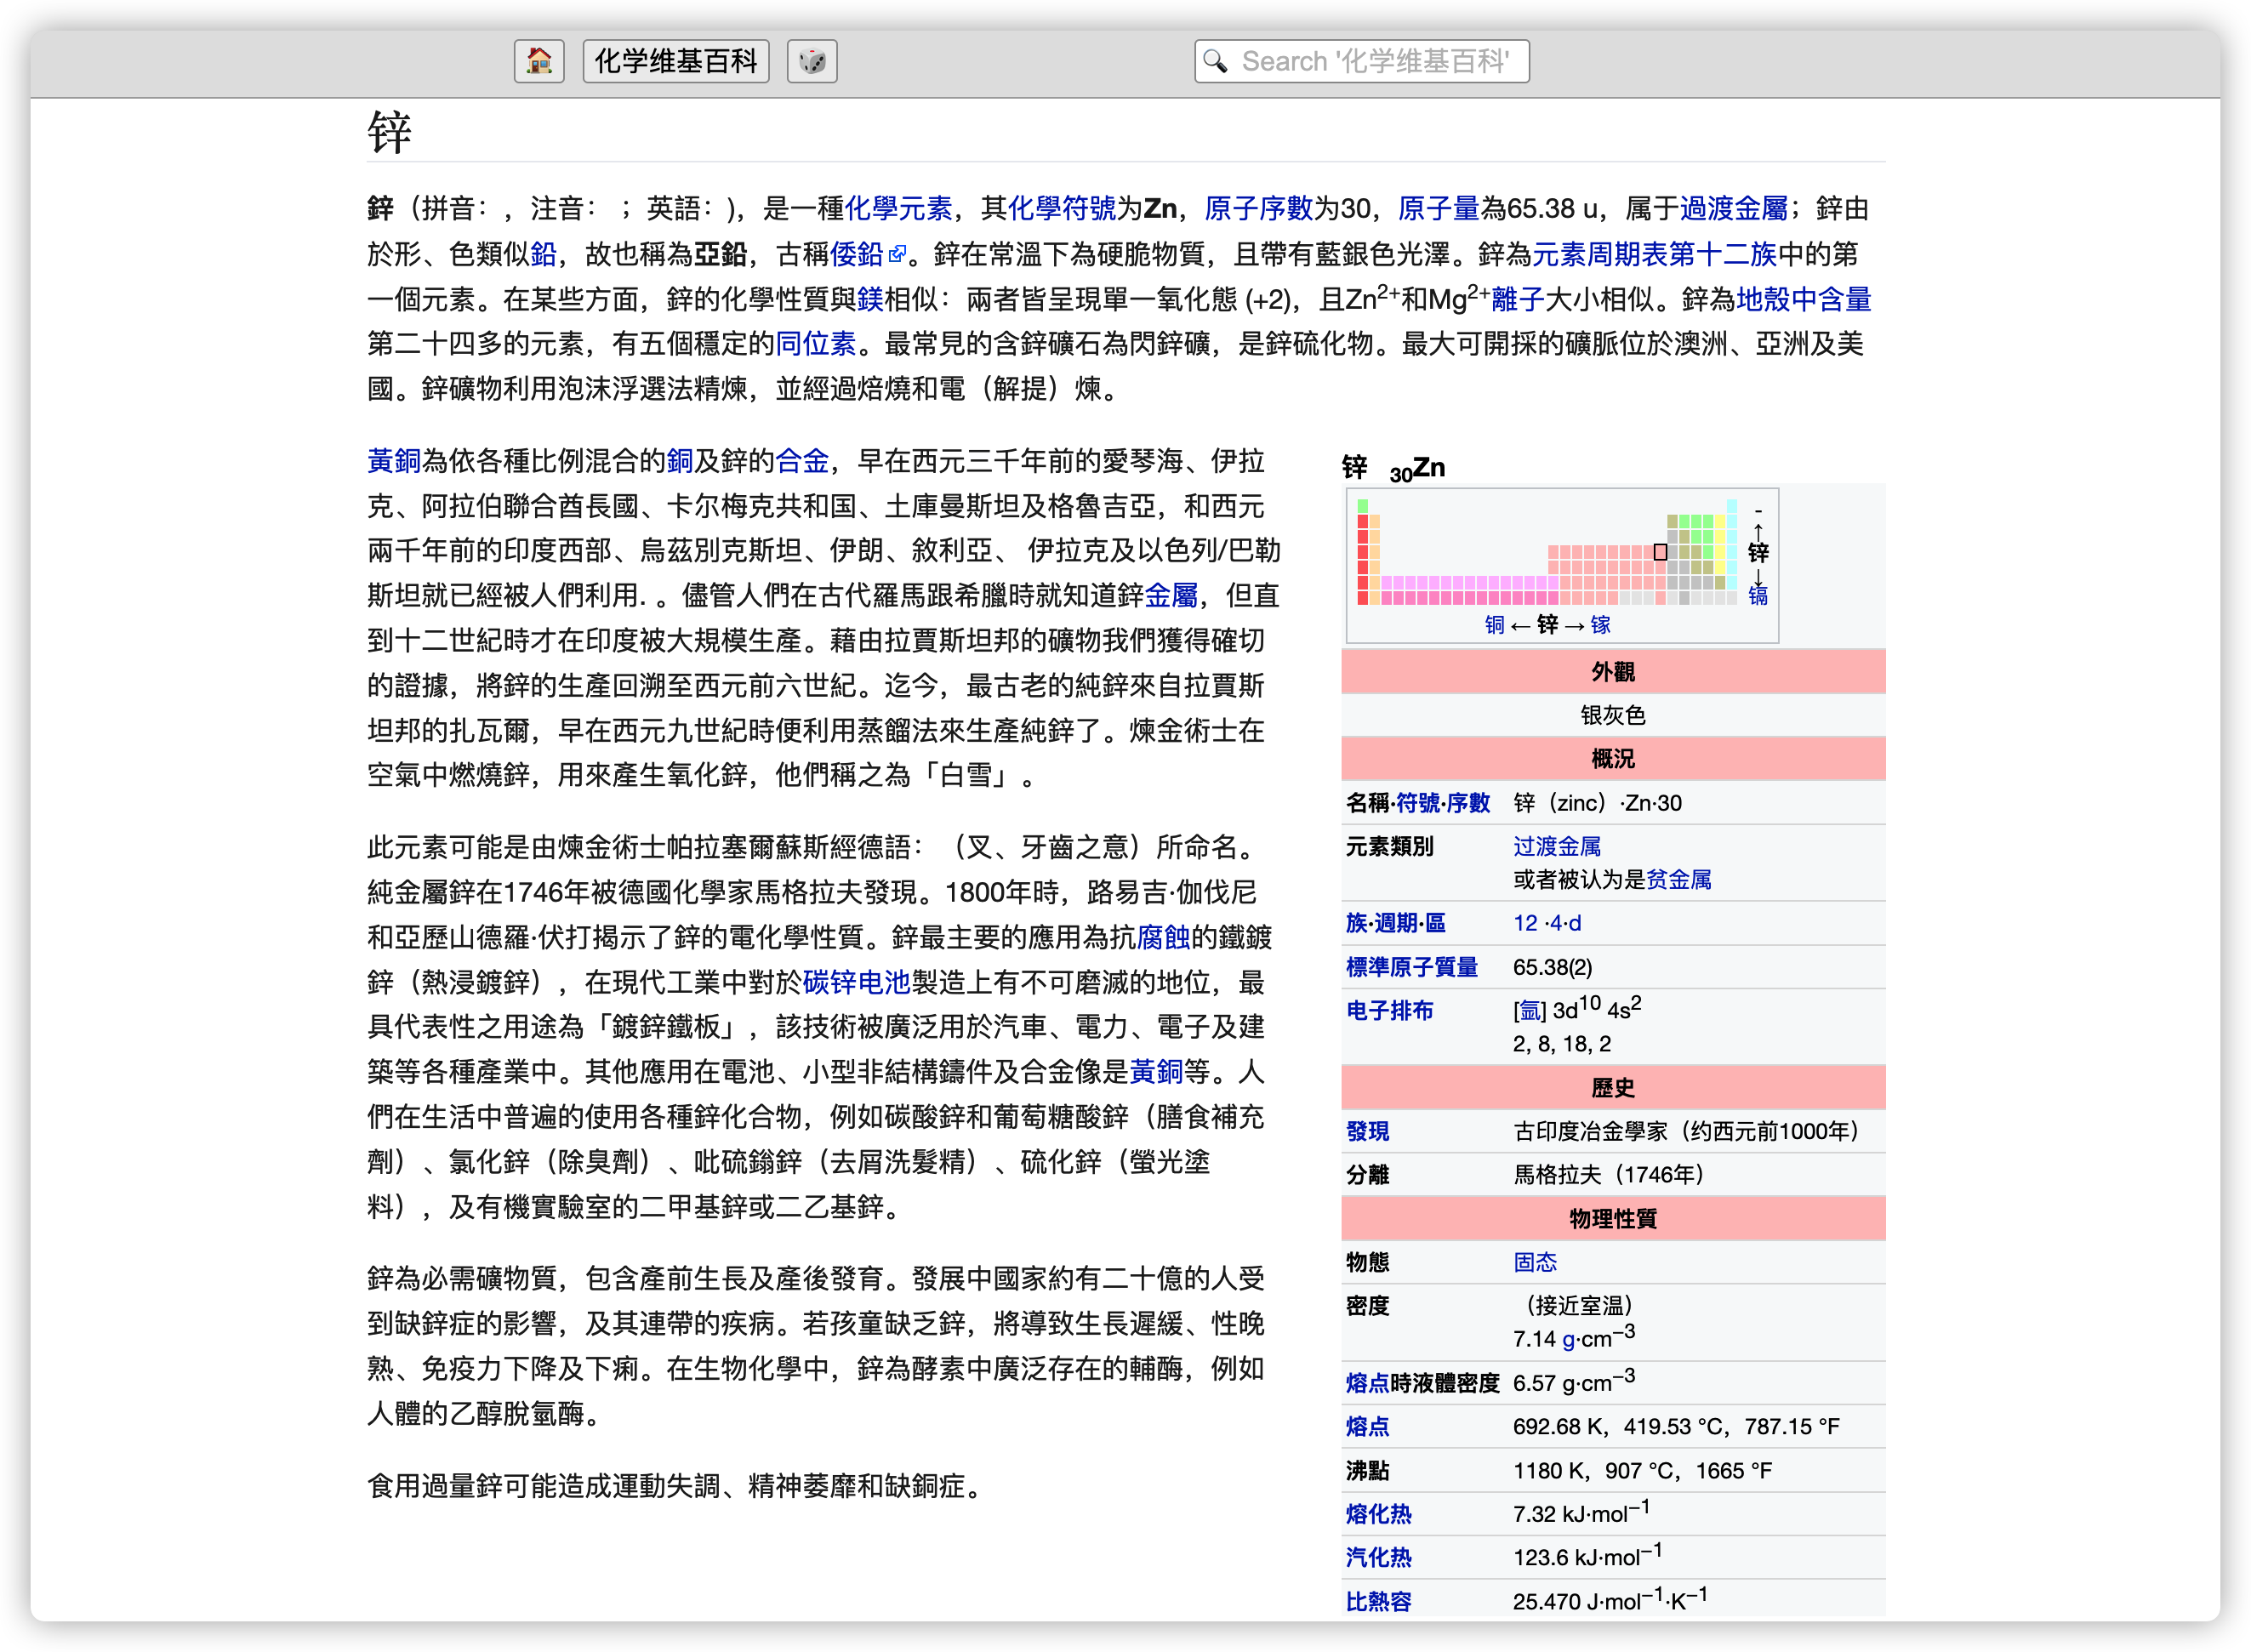 化学维基百科
Search '化学维基百科'
锌
鋅（拼音：，注音：；英語：），是一種化學元素，其化學符號为Zn，原子序數为30，原子量為65.38 u，属于過渡金屬；鋅由
於形、色類似鉛，故也稱為亞鉛，古稱倭鉛。鋅在常溫下為硬脆物質，且帶有藍銀色光澤。鋅為元素周期表第十二族中的第
一個元素。在某些方面，鋅的化學性質與鎂相似：兩者皆呈現單一氧化態 (+2)，且Zn²⁺和Mg²⁺離子大小相似。鋅為地殼中含量
第二十四多的元素，有五個穩定的同位素。最常見的含鋅礦石為閃鋅礦，是鋅硫化物。最大可開採的礦脈位於澳洲、亞洲及美
國。鋅礦物利用泡沫浮選法精煉，並經過焙燒和電（解提）煉。
黃銅為依各種比例混合的銅及鋅的合金，早在西元三千年前的愛琴海、伊拉
克、阿拉伯聯合酋長國、卡尔梅克共和国、土庫曼斯坦及格魯吉亞，和西元
兩千年前的印度西部、烏茲別克斯坦、伊朗、敘利亞、 伊拉克及以色列/巴勒
斯坦就已經被人們利用. 。儘管人們在古代羅馬跟希臘時就知道鋅金屬，但直
到十二世紀時才在印度被大規模生產。藉由拉賈斯坦邦的礦物我們獲得確切
的證據，將鋅的生產回溯至西元前六世紀。迄今，最古老的純鋅來自拉賈斯
坦邦的扎瓦爾，早在西元九世紀時便利用蒸餾法來生產純鋅了。煉金術士在
空氣中燃燒鋅，用來產生氧化鋅，他們稱之為「白雪」。
此元素可能是由煉金術士帕拉塞爾蘇斯經德語：（叉、牙齒之意）所命名。
純金屬鋅在1746年被德國化學家馬格拉夫發現。1800年時，路易吉·伽伐尼
和亞歷山德羅·伏打揭示了鋅的電化學性質。鋅最主要的應用為抗腐蝕的鐵鍍
鋅（熱浸鍍鋅），在現代工業中對於碳锌电池製造上有不可磨滅的地位，最
具代表性之用途為「鍍鋅鐵板」，該技術被廣泛用於汽車、電力、電子及建
築等各種產業中。其他應用在電池、小型非結構鑄件及合金像是黃銅等。人
們在生活中普遍的使用各種鋅化合物，例如碳酸鋅和葡萄糖酸鋅（膳食補充
劑）、氯化鋅（除臭劑）、吡硫鎓鋅（去屑洗髮精）、硫化鋅（螢光塗
料），及有機實驗室的二甲基鋅或二乙基鋅。
鋅為必需礦物質，包含產前生長及產後發育。發展中國家約有二十億的人受
到缺鋅症的影響，及其連帶的疾病。若孩童缺乏鋅，將導致生長遲緩、性晚
熟、免疫力下降及下痢。在生物化學中，鋅為酵素中廣泛存在的輔酶，例如
人體的乙醇脫氫酶。
食用過量鋅可能造成運動失調、精神萎靡和缺銅症。
锌 ₃₀Zn
-
↑
锌
↓
镉
铜 ← 锌 → 镓
外觀
银灰色
概況
名稱·符號·序數 锌（zinc）·Zn·30
元素類別 过渡金属
或者被认为是贫金属
族·週期·區 12 ·4·d
標準原子質量 65.38(2)
电子排布 [氩] 3d¹⁰ 4s²
2, 8, 18, 2
歷史
發現 古印度冶金學家（约西元前1000年）
分離 馬格拉夫（1746年）
物理性質
物態 固态
密度 （接近室温）
7.14 g·cm⁻³
熔点時液體密度 6.57 g·cm⁻³
熔点 692.68 K，419.53 °C，787.15 °F
沸點 1180 K，907 °C，1665 °F
熔化热 7.32 kJ·mol⁻¹
汽化热 123.6 kJ·mol⁻¹
比熱容 25.470 J·mol⁻¹·K⁻¹